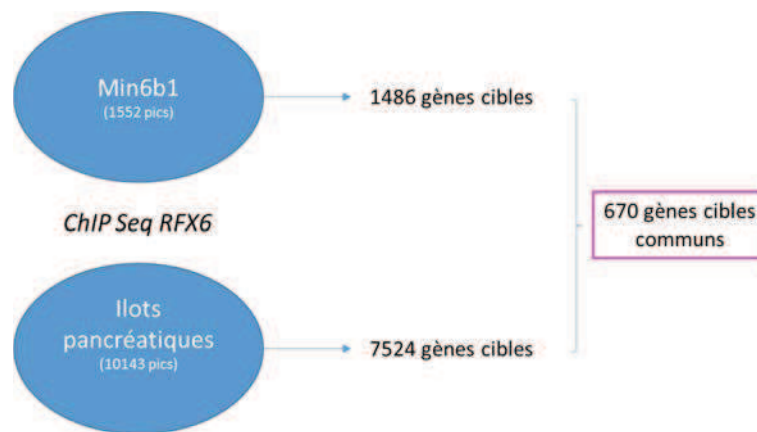 Min6b1
(1552 pics)
1486 gènes cibles
ChIP Seq RFX6
670 gènes cibles
communs
Ilots
pancréatiques
(10143 pics)
7524 gènes cibles